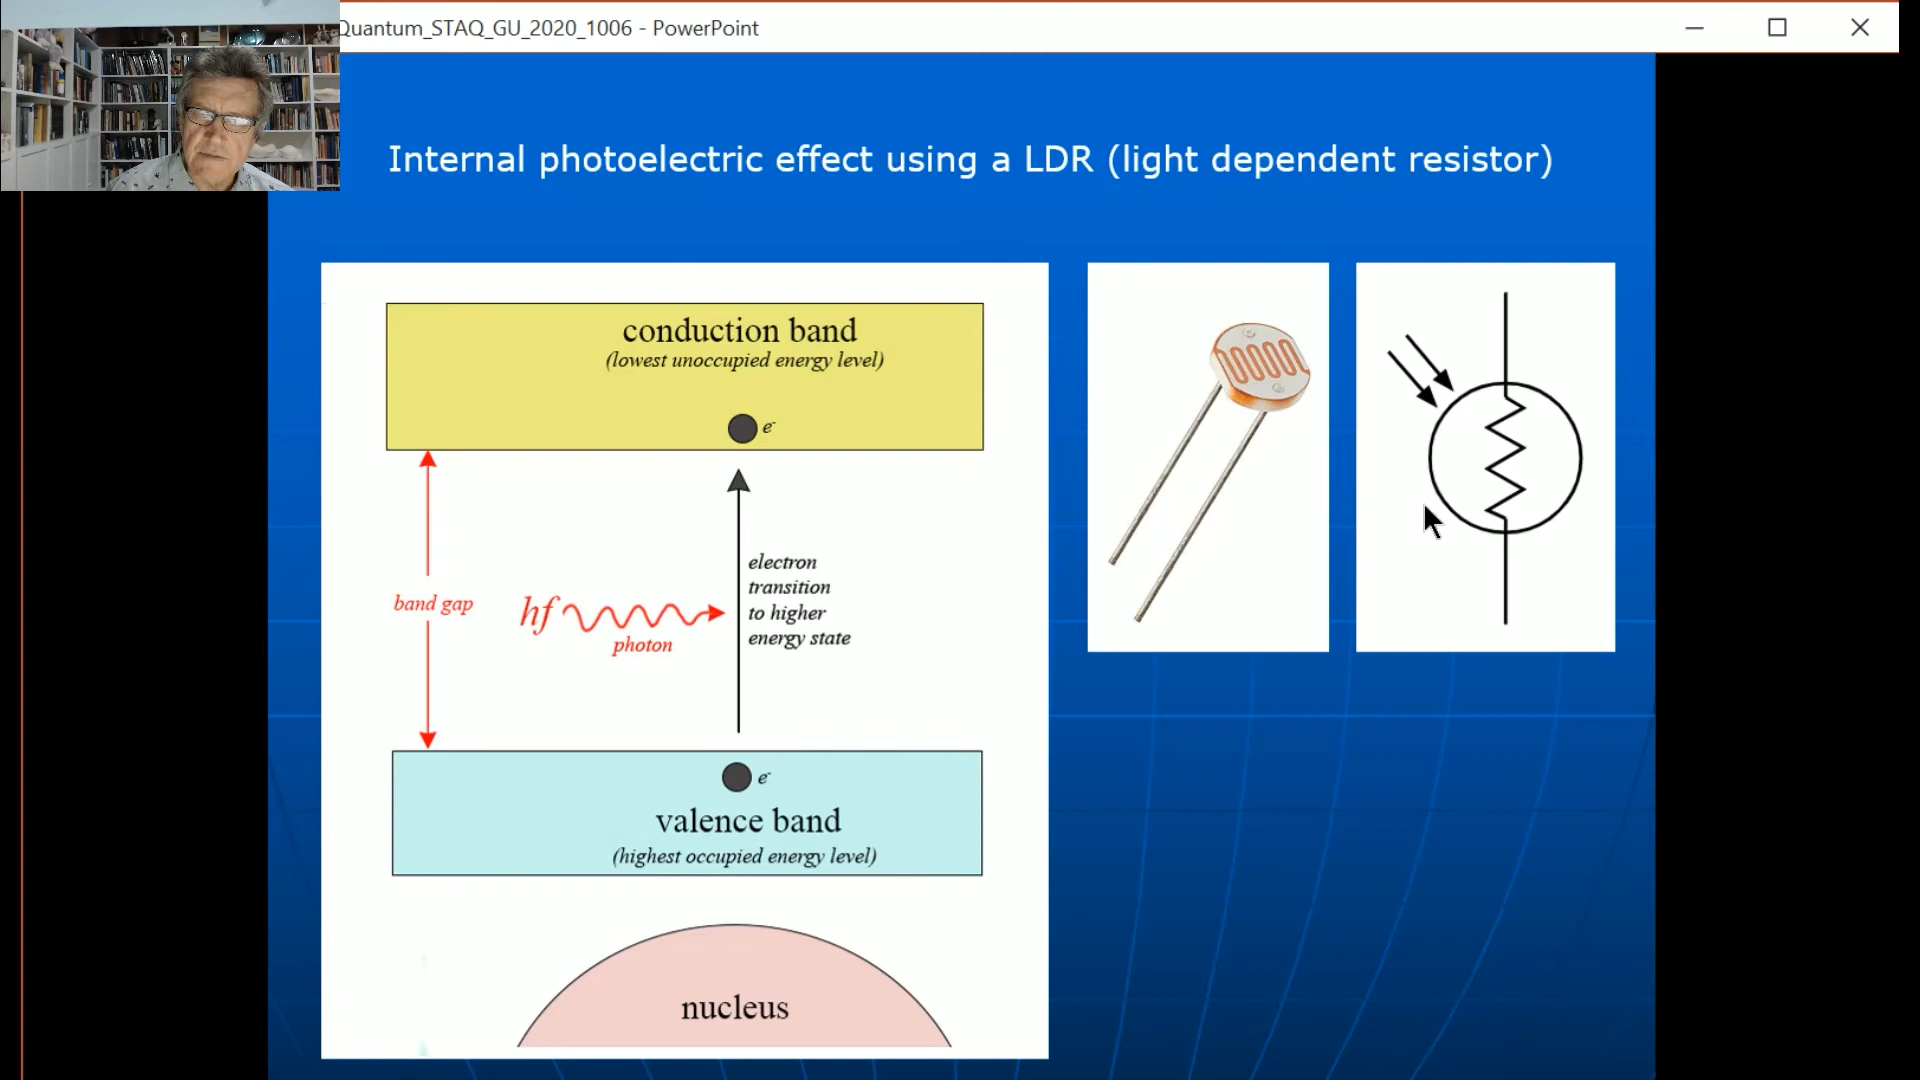 Quantum_STAQ_GU_2020_1006 - PowerPoint
Internal photoelectric effect using a LDR (light dependent resistor)
conduction band
(lowest unoccupied energy level)
e-
band gap
hf
photon
electron
transition
to higher
energy state
e-
valence band
(highest occupied energy level)
nucleus